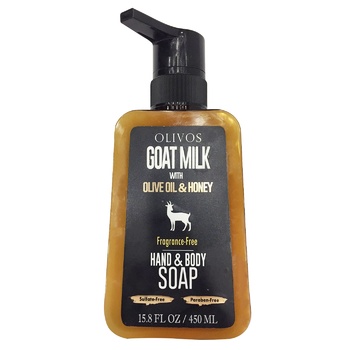 OLIVOS
GOAT MILK
WITH
OLIVE OIL & HONEY
Fragrance-Free
HAND & BODY
SOAP
Sulfate-Free Paraben-Free
15.8 FL OZ / 450 ML